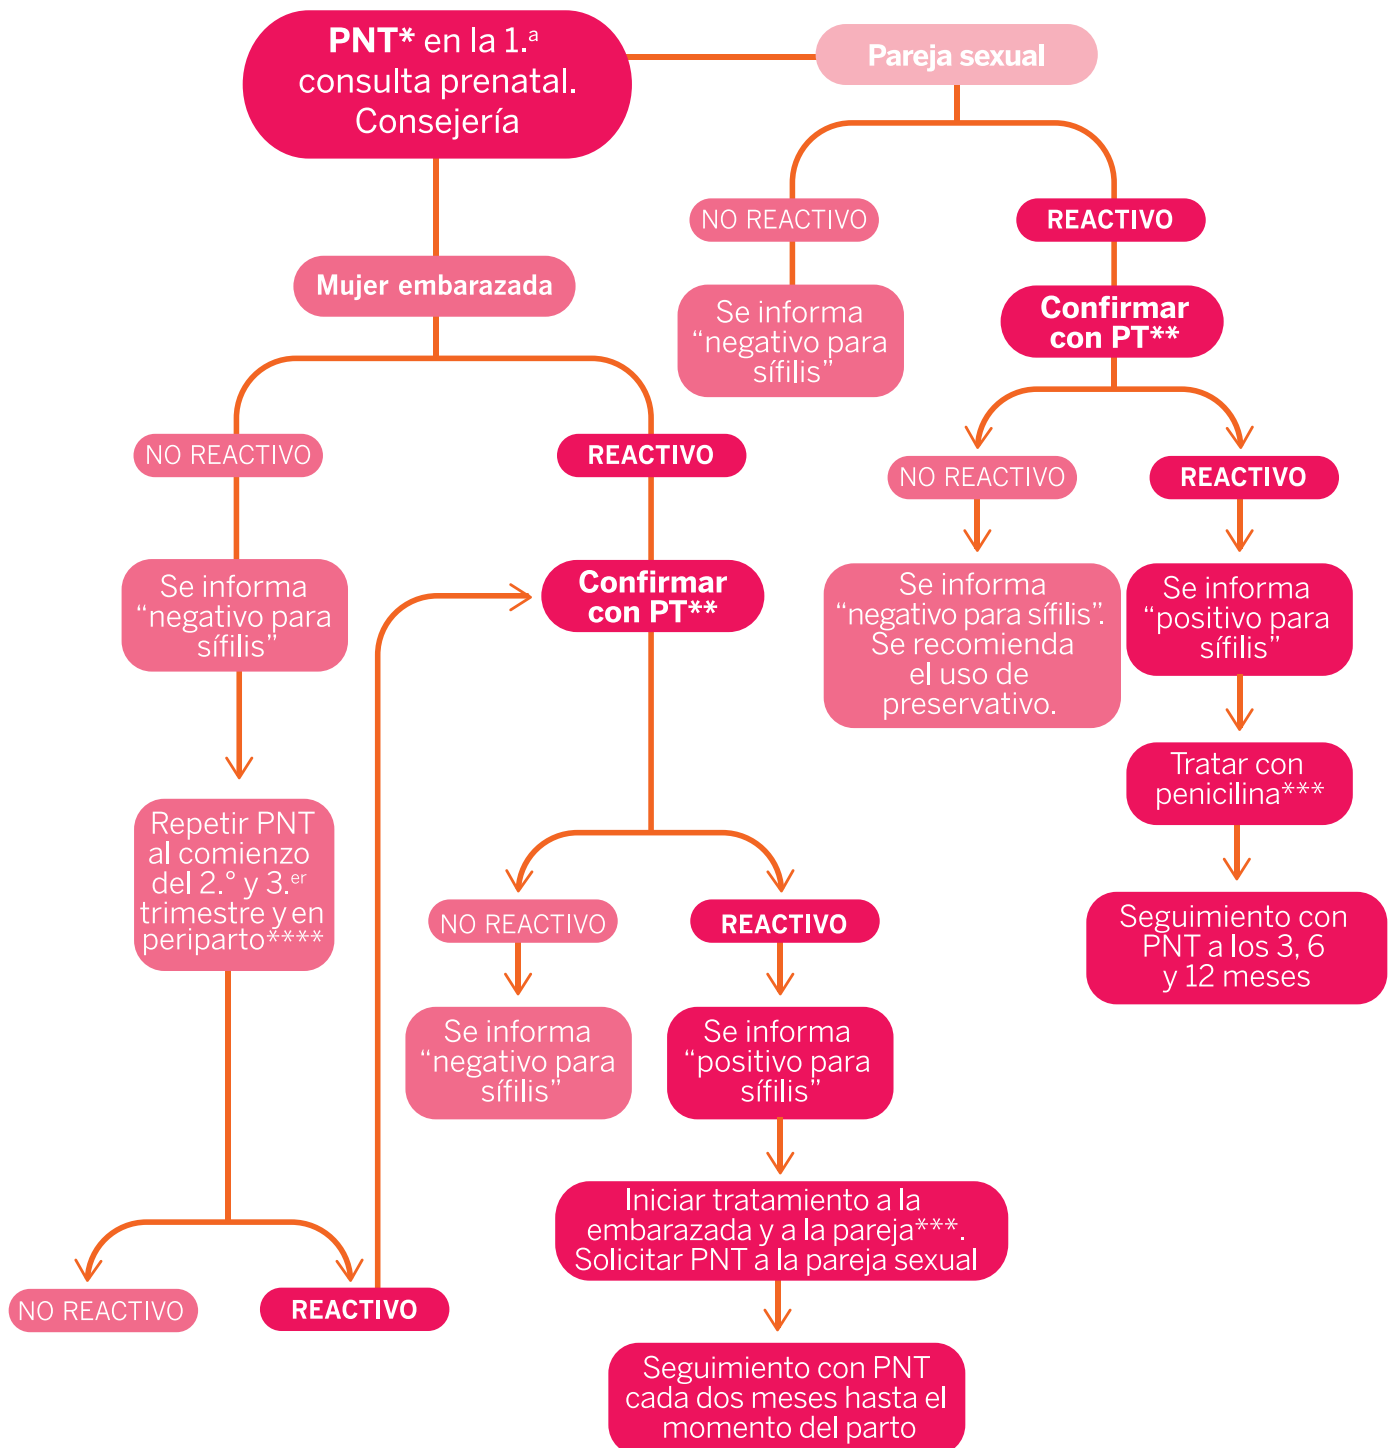 PNT* en la 1.ª
consulta prenatal.
Consejería
Pareja sexual
NO REACTIVO
REACTIVO
Se informa
“negativo para
sífilis”
Confirmar
con PT**
NO REACTIVO
REACTIVO
Se informa
“negativo para sífilis”.
Se recomienda
el uso de
preservativo.
Se informa
“positivo para
sífilis”
Tratar con
penicilina***
Seguimiento con
PNT a los 3, 6
y 12 meses
Mujer embarazada
NO REACTIVO
REACTIVO
Se informa
“negativo para
sífilis”
Confirmar
con PT**
Repetir PNT
al comienzo
del 2.° y 3.er
trimestre y en
periparto****
NO REACTIVO
REACTIVO
NO REACTIVO
REACTIVO
Se informa
“negativo para
sífilis”
Se informa
“positivo para
sífilis”
Iniciar tratamiento a la
embarazada y a la pareja***.
Solicitar PNT a la pareja sexual
Seguimiento con PNT
cada dos meses hasta el
momento del parto